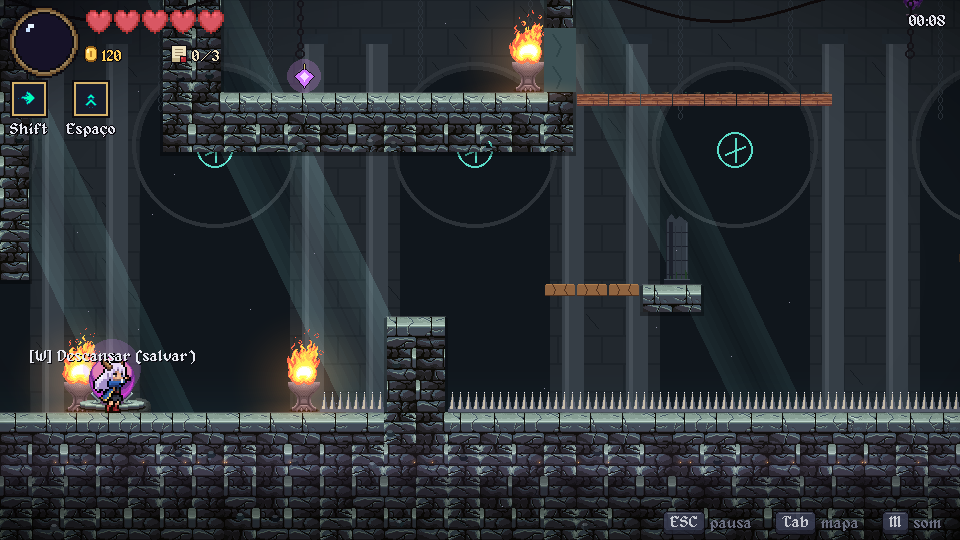 00:08
120
0/3
Shift
Espaço
[W] Descansar (salvar)
ESC pausa
Tab mapa
M som